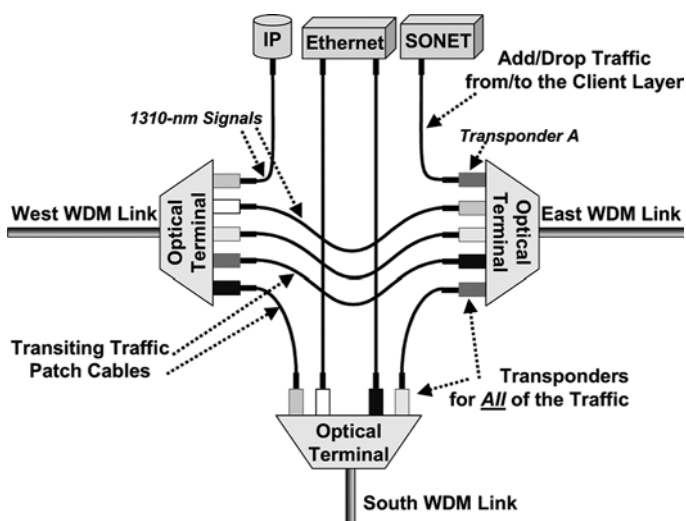 IP
Ethernet
SONET
Add/Drop Traffic
from/to the Client Layer
1310-nm Signals
Transponder A
West WDM Link
Optical
Terminal
Optical
Terminal
East WDM Link
Transiting Traffic
Patch Cables
Transponders
for All of the Traffic
Optical
Terminal
South WDM Link